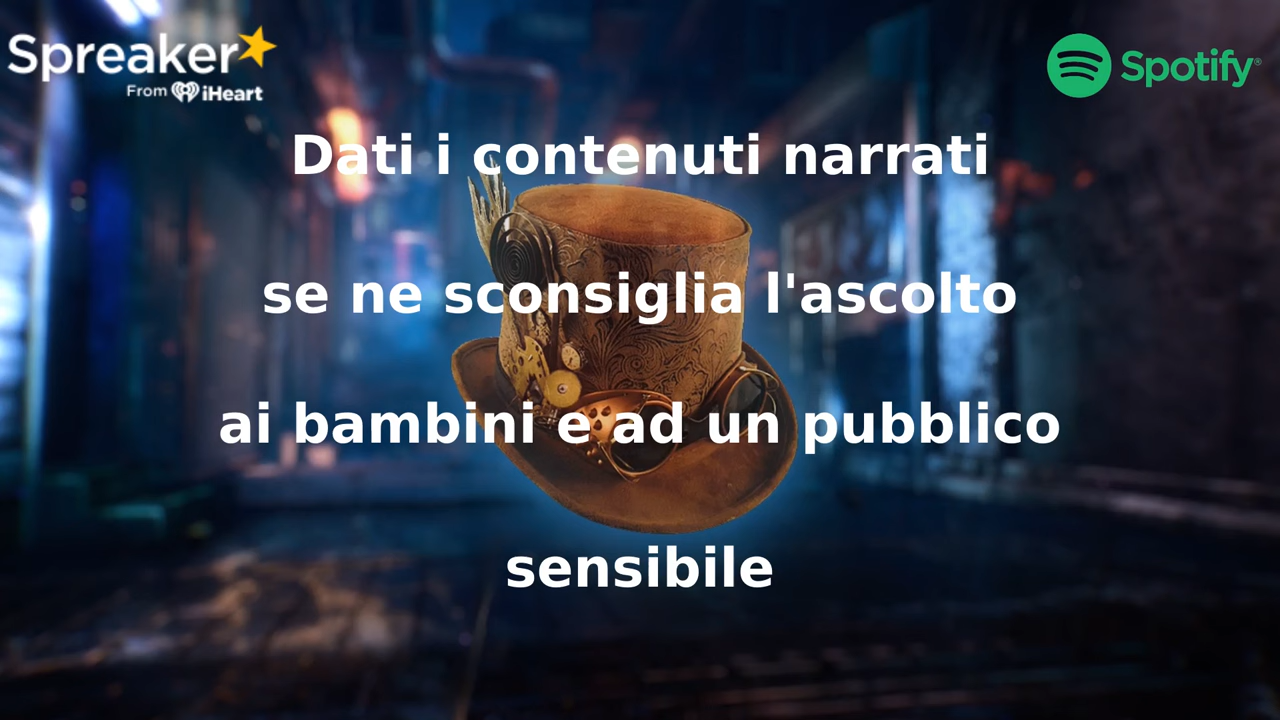 Spreaker
From iHeart
Spotify®
Dati i contenuti narrati
se ne sconsiglia l'ascolto
ai bambini e ad un pubblico
sensibile